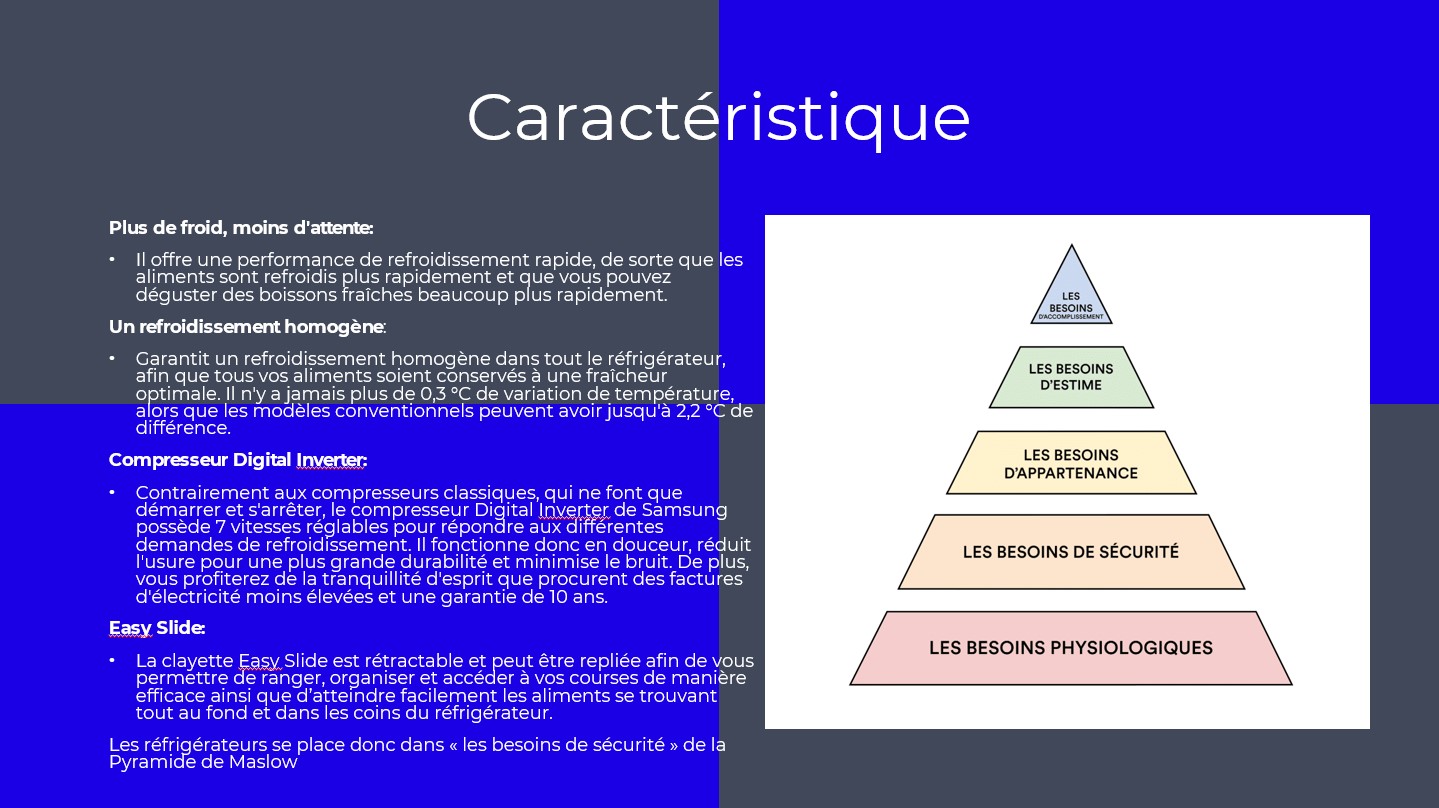 Caractéristique
Plus de froid, moins d'attente:
• Il offre une performance de refroidissement rapide, de sorte que les
aliments sont refroidis plus rapidement et que vous pouvez
déguster des boissons fraîches beaucoup plus rapidement.
Un refroidissement homogène:
• Garantit un refroidissement homogène dans tout le réfrigérateur,
afin que tous vos aliments soient conservés à une fraîcheur
optimale. Il n'y a jamais plus de 0,3 °C de variation de température,
alors que les modèles conventionnels peuvent avoir jusqu'à 2,2 °C de
différence.
Compresseur Digital Inverter:
• Contrairement aux compresseurs classiques, qui ne font que
démarrer et s'arrêter, le compresseur Digital Inverter de Samsung
possède 7 vitesses réglables pour répondre aux différentes
demandes de refroidissement. Il fonctionne donc en douceur, réduit
l'usure pour une plus grande durabilité et minimise le bruit. De plus,
vous profiterez de la tranquillité d'esprit que procurent des factures
d'électricité moins élevées et une garantie de 10 ans.
Easy Slide:
• La clayette Easy Slide est rétractable et peut être repliée afin de vous
permettre de ranger, organiser et accéder à vos courses de manière
efficace ainsi que d’atteindre facilement les aliments se trouvant
tout au fond et dans les coins du réfrigérateur.
Les réfrigérateurs se place donc dans « les besoins de sécurité » de la
Pyramide de Maslow
LES
BESOINS
D'ACCOMPLISSEMENT
LES BESOINS
D'ESTIME
LES BESOINS
D'APPARTENANCE
LES BESOINS DE SÉCURITÉ
LES BESOINS PHYSIOLOGIQUES